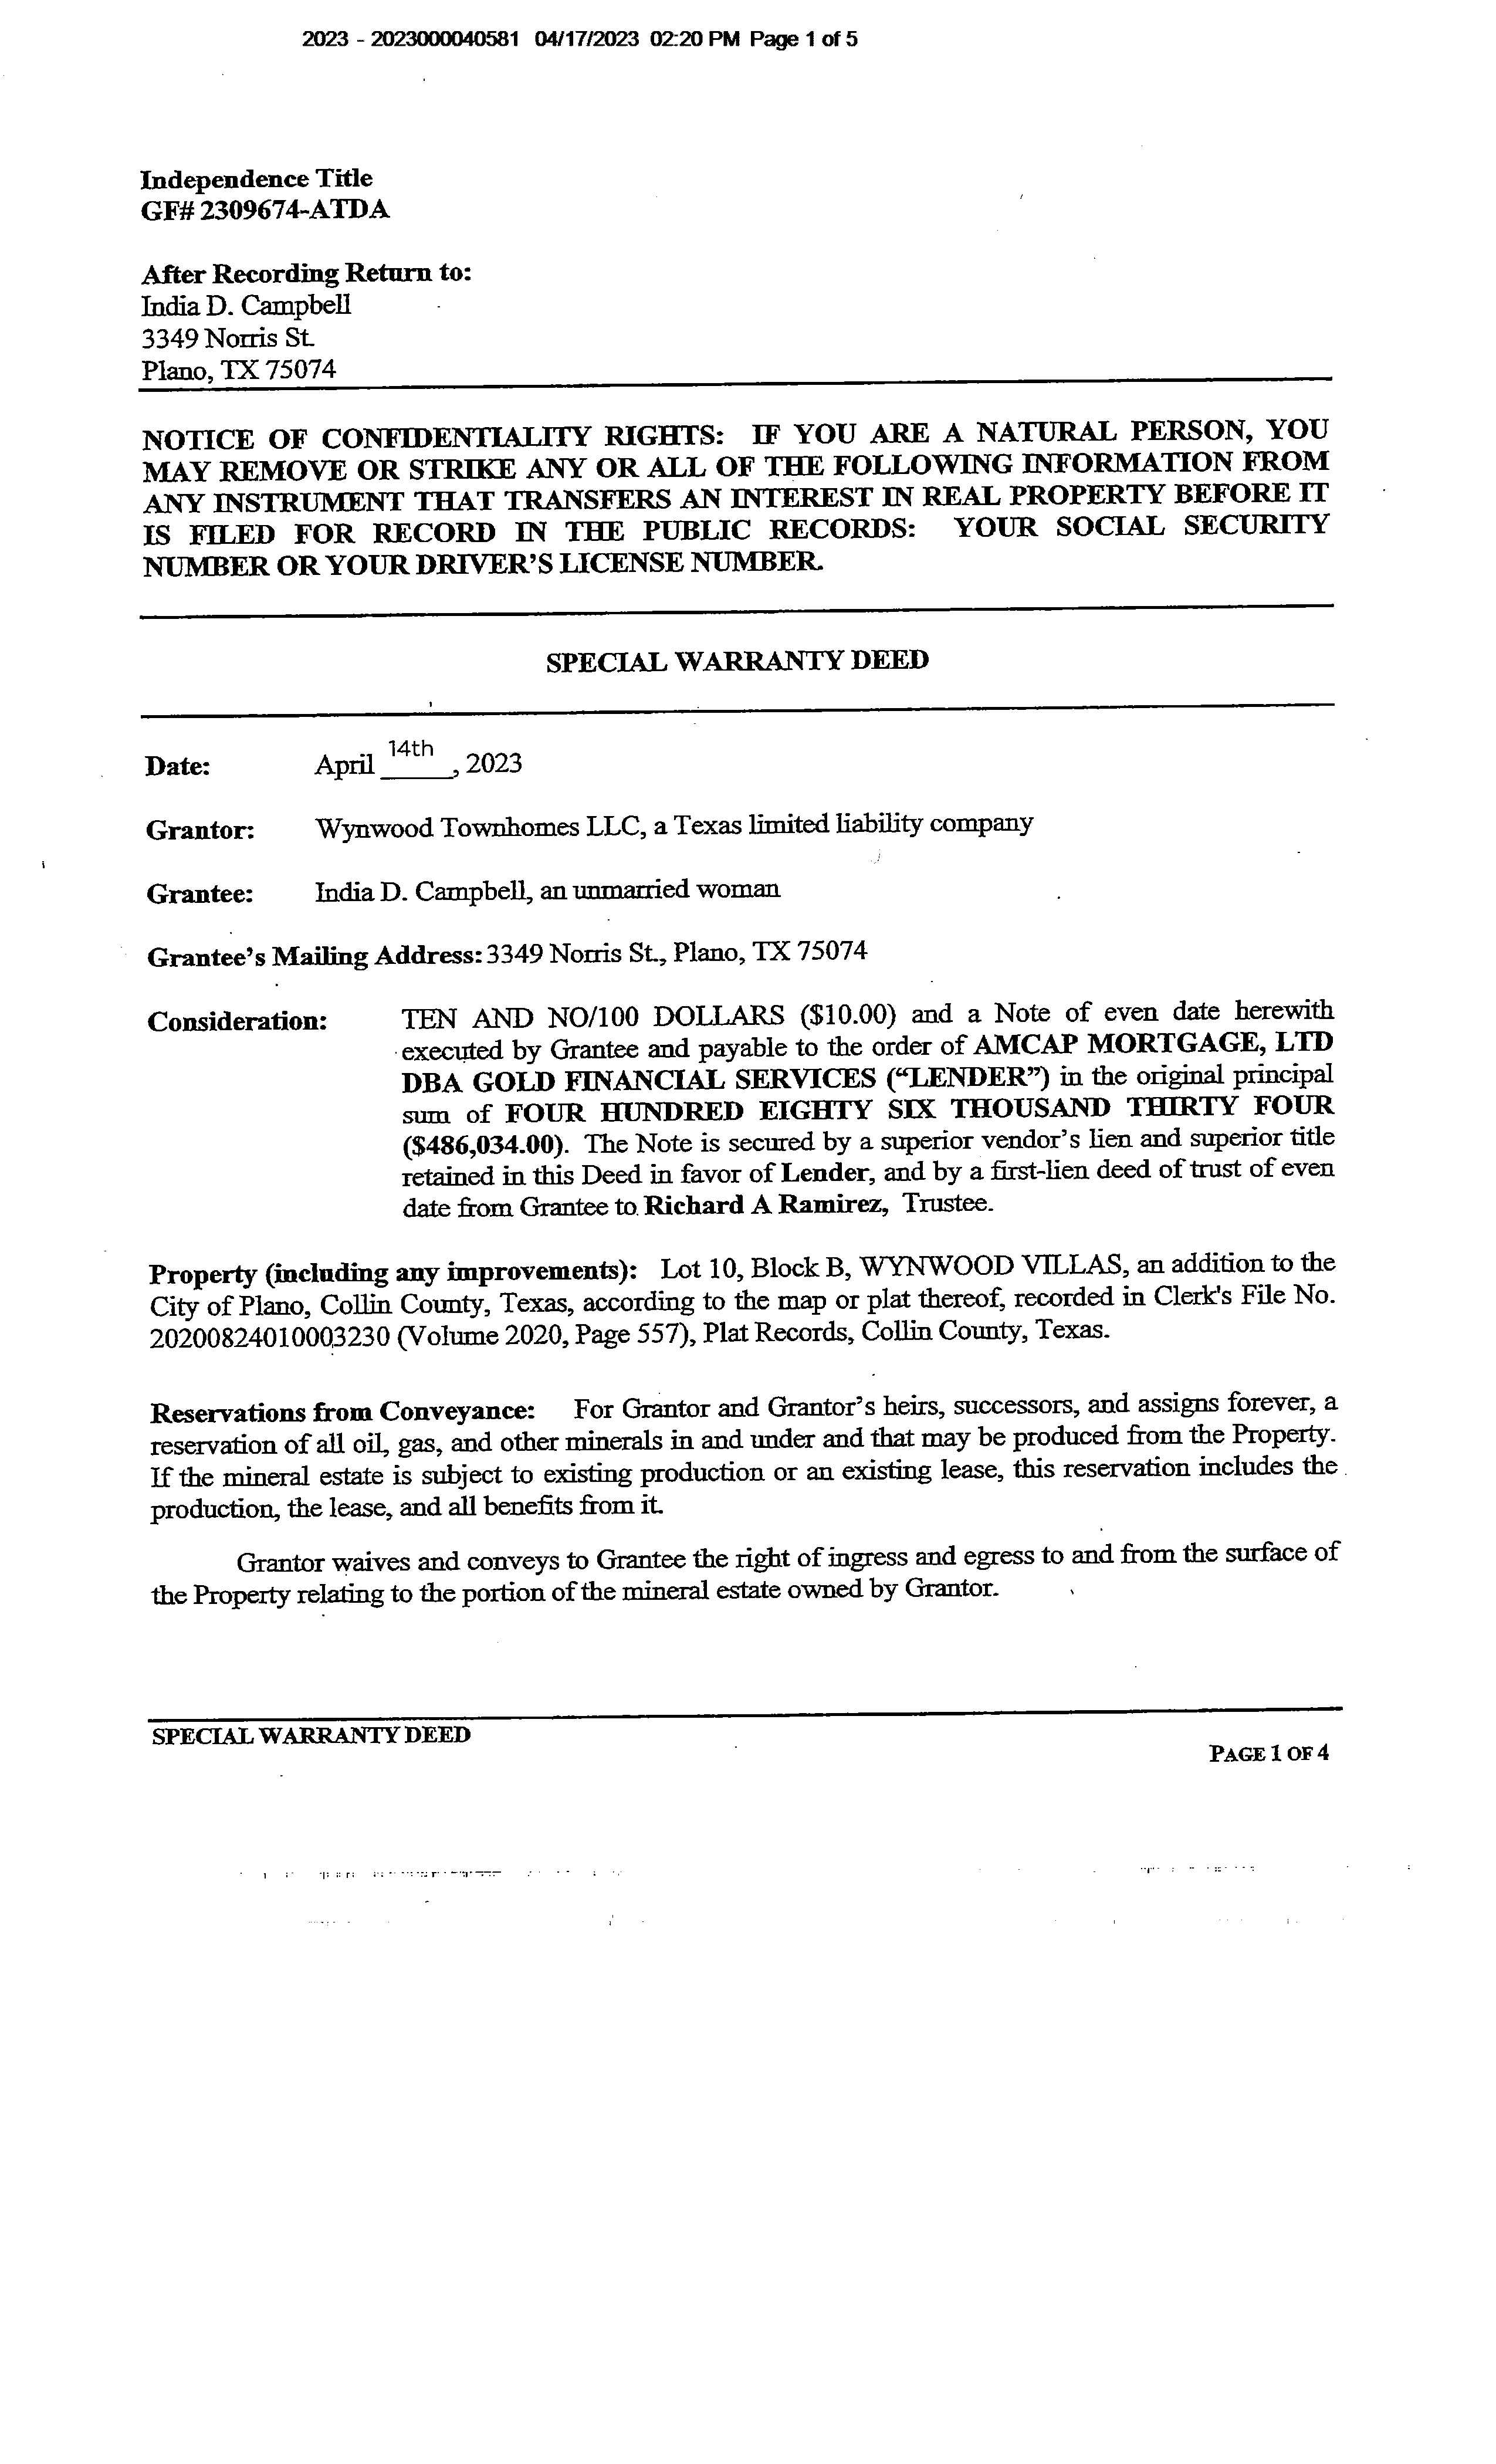 2023 - 2023000040581 04/17/2023 02:20 PM Page 1 of 5
Independence Title
GF# 2309674-ATDA
After Recording Return to:
India D. Campbell
3349 Norris St.
Plano, TX 75074
NOTICE OF CONFIDENTIALITY RIGHTS: IF YOU ARE A NATURAL PERSON, YOU
MAY REMOVE OR STRIKE ANY OR ALL OF THE FOLLOWING INFORMATION FROM
ANY INSTRUMENT THAT TRANSFERS AN INTEREST IN REAL PROPERTY BEFORE IT
IS FILED FOR RECORD IN THE PUBLIC RECORDS: YOUR SOCIAL SECURITY
NUMBER OR YOUR DRIVER'S LICENSE NUMBER.
SPECIAL WARRANTY DEED
Date: April 14th, 2023
Grantor: Wynwood Townhomes LLC, a Texas limited liability company
Grantee: India D. Campbell, an unmarried woman
Grantee's Mailing Address: 3349 Norris St., Plano, TX 75074
Consideration: TEN AND NO/100 DOLLARS ($10.00) and a Note of even date herewith
executed by Grantee and payable to the order of AMCAP MORTGAGE, LTD
DBA GOLD FINANCIAL SERVICES ("LENDER") in the original principal
sum of FOUR HUNDRED EIGHTY SIX THOUSAND THIRTY FOUR
($486,034.00). The Note is secured by a superior vendor's lien and superior title
retained in this Deed in favor of Lender, and by a first-lien deed of trust of even
date from Grantee to Richard A Ramirez, Trustee.
Property (including any improvements): Lot 10, Block B, WYNWOOD VILLAS, an addition to the
City of Plano, Collin County, Texas, according to the map or plat thereof, recorded in Clerk's File No.
20200824010003230 (Volume 2020, Page 557), Plat Records, Collin County, Texas.
Reservations from Conveyance: For Grantor and Grantor's heirs, successors, and assigns forever, a
reservation of all oil, gas, and other minerals in and under and that may be produced from the Property.
If the mineral estate is subject to existing production or an existing lease, this reservation includes the
production, the lease, and all benefits from it.
Grantor waives and conveys to Grantee the right of ingress and egress to and from the surface of
the Property relating to the portion of the mineral estate owned by Grantor.
SPECIAL WARRANTY DEED
PAGE 1 OF 4